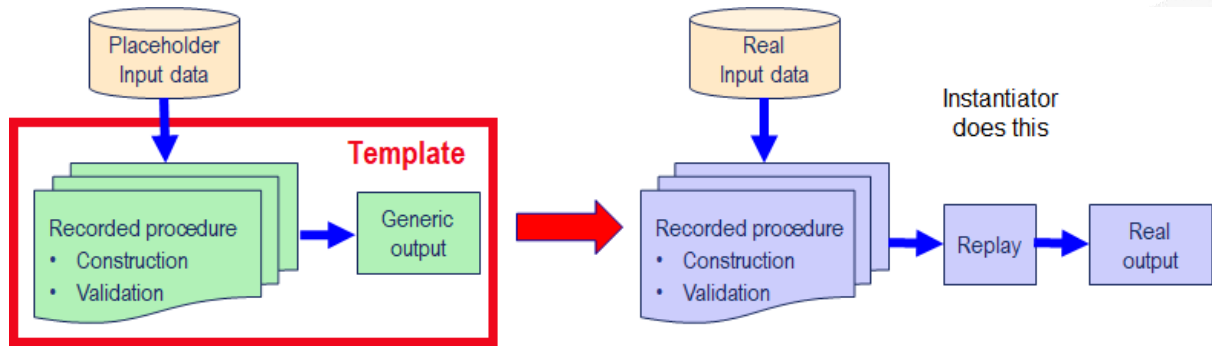 Placeholder
Input data
Template
Recorded procedure
• Construction
• Validation
Generic
output
Real
Input data
Instantiator
does this
Recorded procedure
• Construction
• Validation
Replay
Real
output